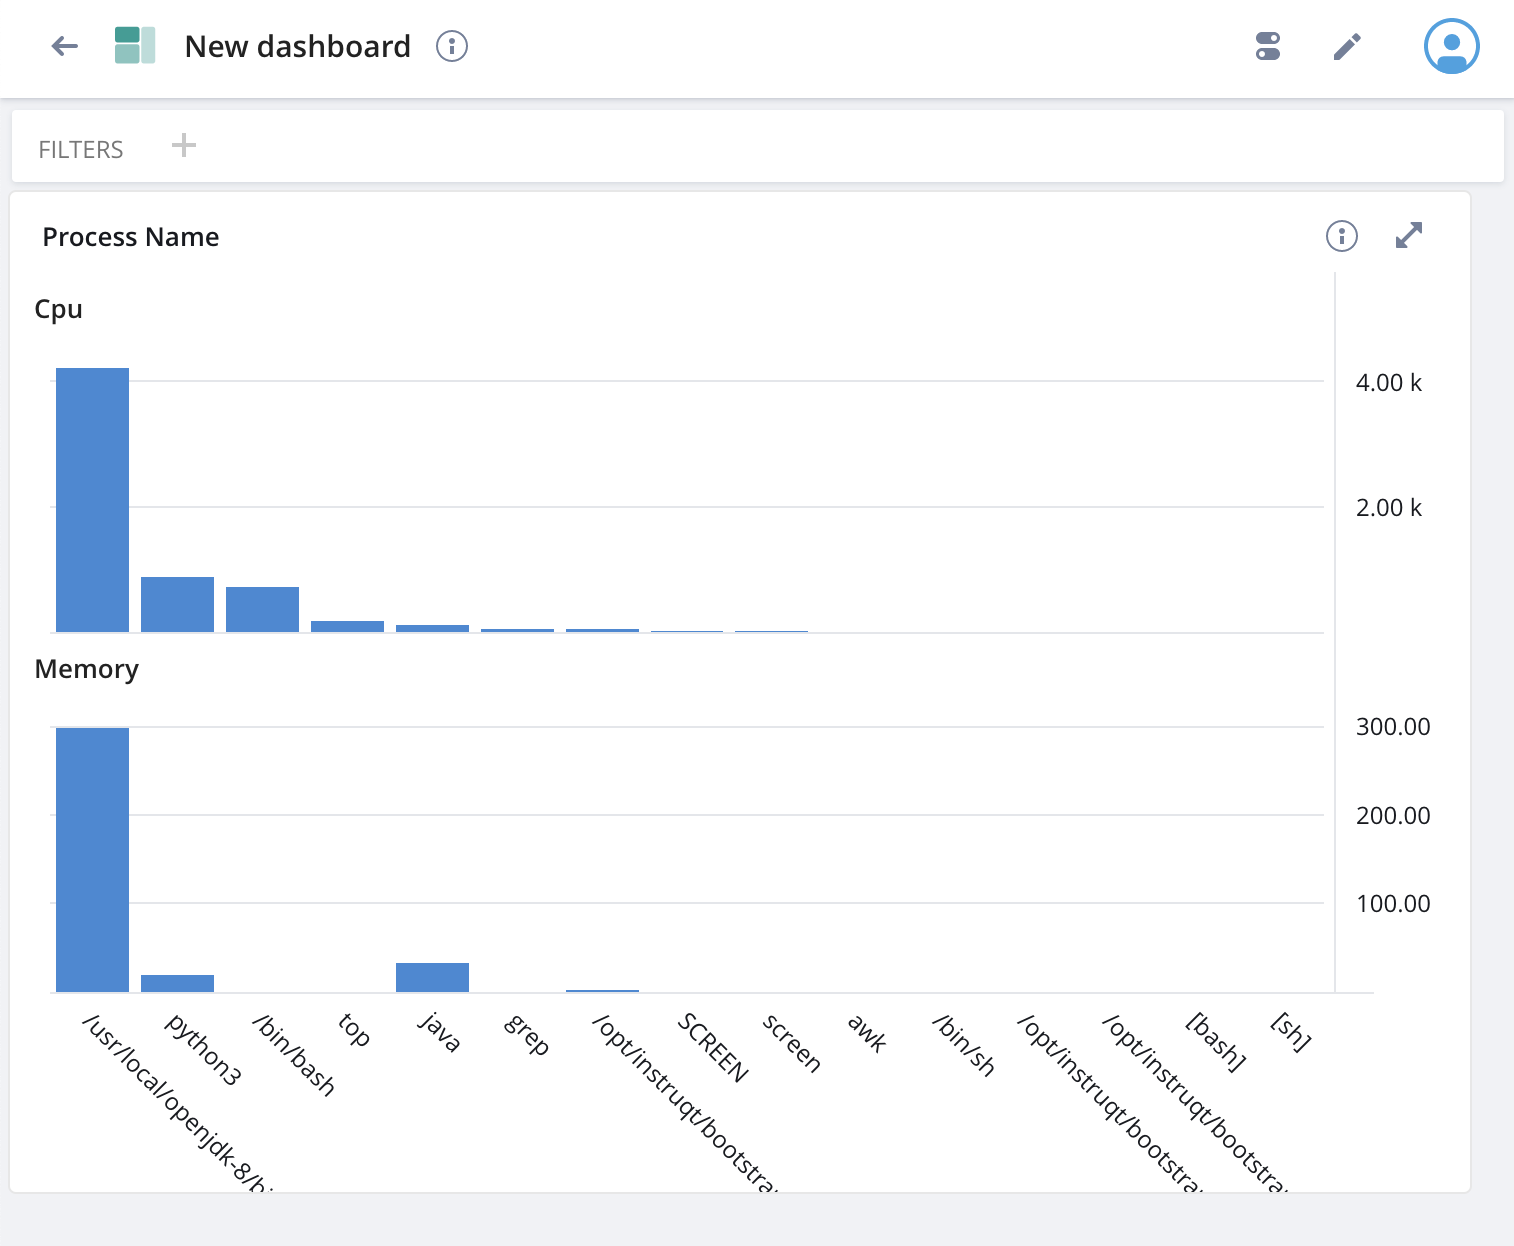 New dashboard
FILTERS
Process Name
Cpu
4.00 k
2.00 k
Memory
300.00
200.00
100.00
/usr/local/openjdk-8/bi
python3
/bin/bash
top
java
grep
/opt/instruqt/bootstra
SCREEN
screen
awk
/bin/sh
/opt/instruqt/bootstra
/opt/instruqt/bootstra
[bash]
[sh]